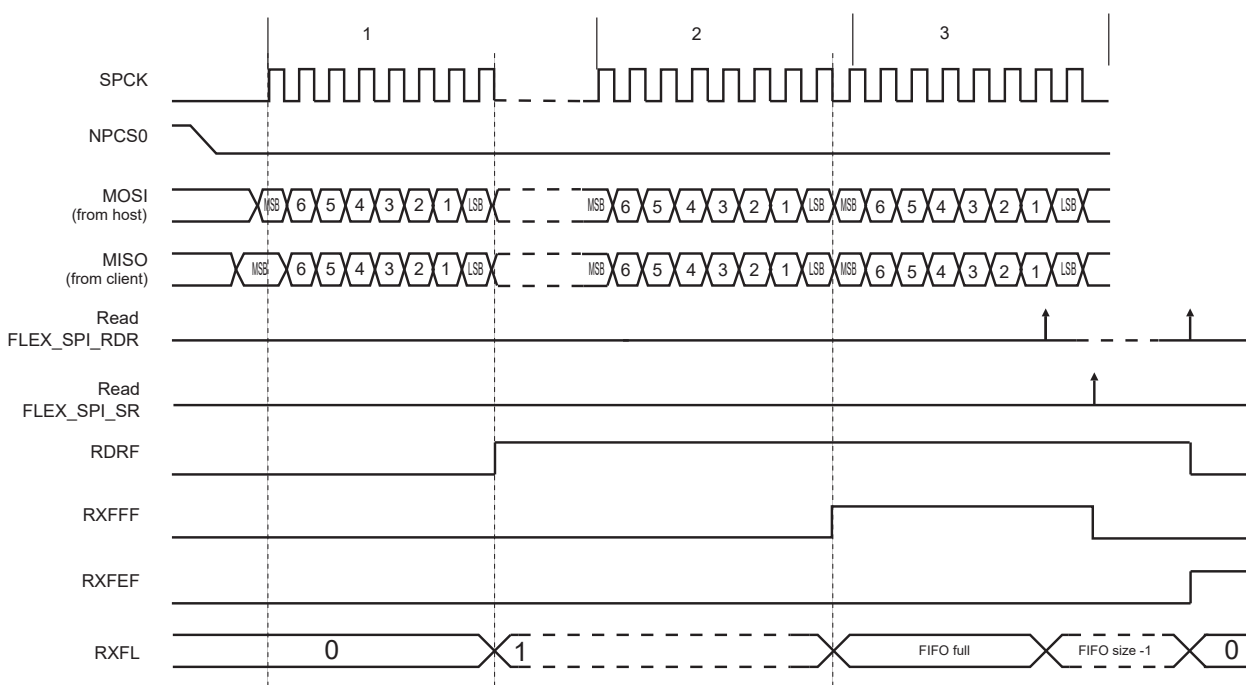 1 2 3
SPCK
NPCS0
MOSI MSB 6 5 4 3 2 1 LSB MSB 6 5 4 3 2 1 LSB MSB 6 5 4 3 2 1 LSB
(from host)
MISO MSB 6 5 4 3 2 1 LSB MSB 6 5 4 3 2 1 LSB MSB 6 5 4 3 2 1 LSB
(from client)
Read
FLEX_SPI_RDR
Read
FLEX_SPI_SR
RDRF
RXFFF
RXFEF
RXFL 0 1 FIFO full FIFO size -1 0